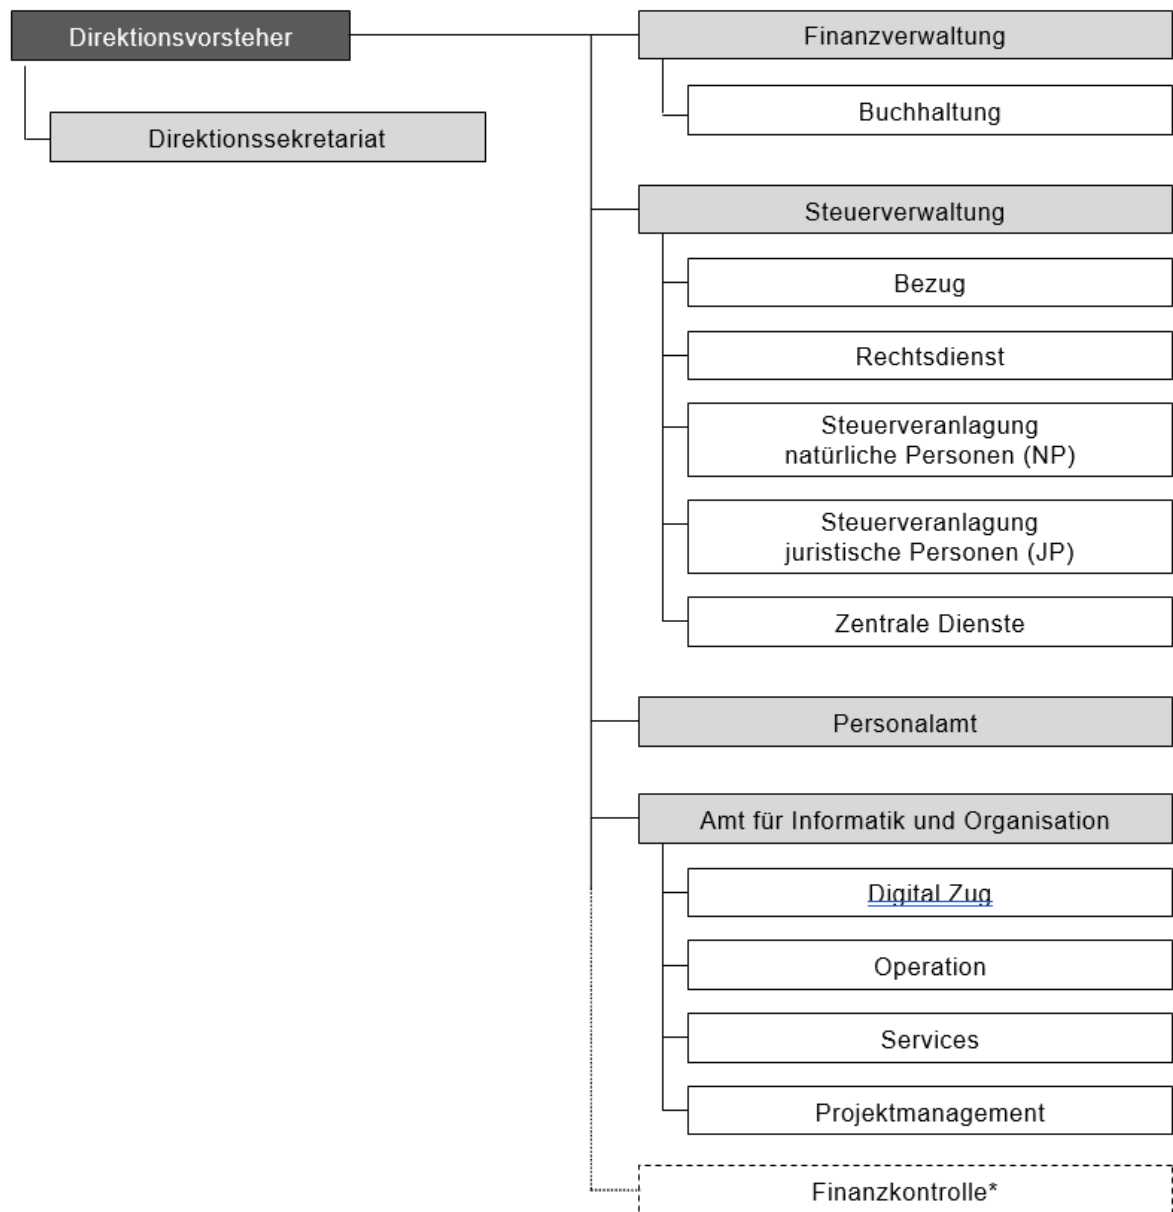 Direktionsvorsteher
Direktionssekretariat
Finanzverwaltung
Buchhaltung
Steuerverwaltung
Bezug
Rechtsdienst
Steuerveranlagung
natürliche Personen (NP)
Steuerveranlagung
juristische Personen (JP)
Zentrale Dienste
Personalamt
Amt für Informatik und Organisation
Digital Zug
Operation
Services
Projektmanagement
Finanzkontrolle*